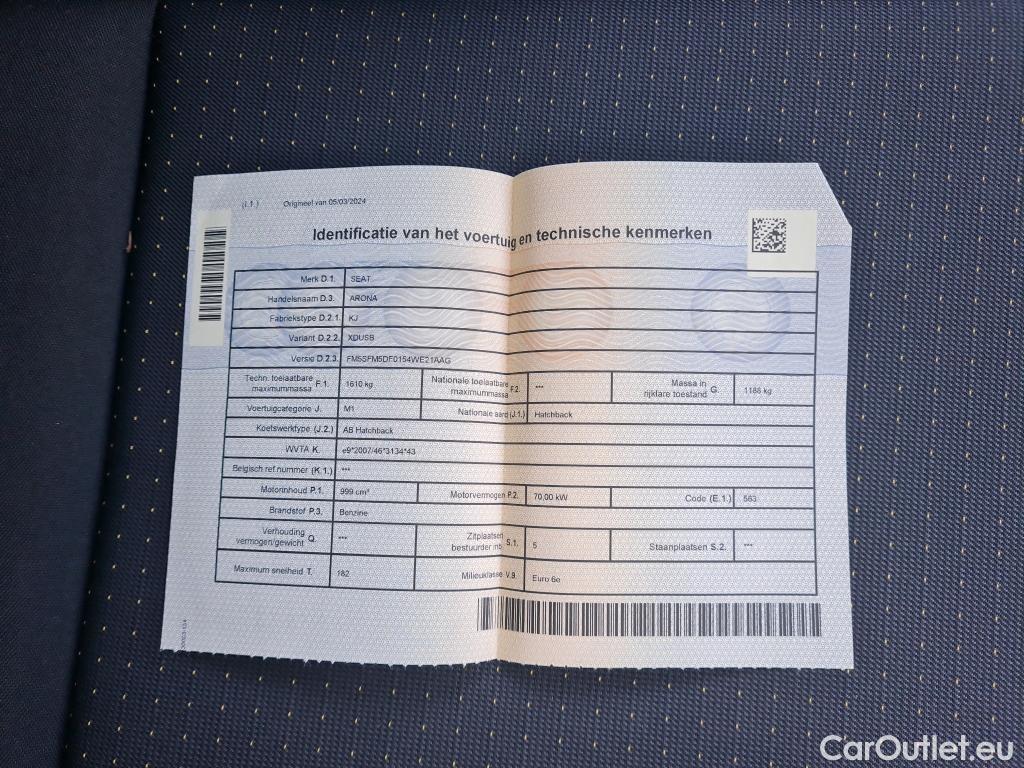 (I.1.) Origineel van 05/03/2024
Identificatie van het voertuig en technische kenmerken
Merk D.1. SEAT
Handelsnaam D.3. ARONA
Fabriekstype D.2.1. KJ
Variant D.2.2. XDUSB
Versie D.2.3. FM5SFM5DF0154WE21AAG
Techn. toelaatbare maximummassa F.1. 1610 kg Nationale toelaatbare maximummassa F.2. *** Massa in rijklare toestand G. 1188 kg
Voertuigcategorie J. M1 Nationale aard (J.1.) Hatchback
Koetswerktype (J.2.) AB Hatchback
WVTA K. e9*2007/46*3134*43
Belgisch ref.nummer (K.1.) ***
Motorinhoud P.1. 999 cm³ Motorvermogen P.2. 70,00 kW Code (E.1.) 563
Brandstof P.3. Benzine
Verhouding vermogen/gewicht Q. *** Zitplaatsen bestuurder inb. S.1. 5 Staanplaatsen S.2. ***
Maximum snelheid T. 182 Milieuklasse V.9. Euro 6e
CarOutlet.eu